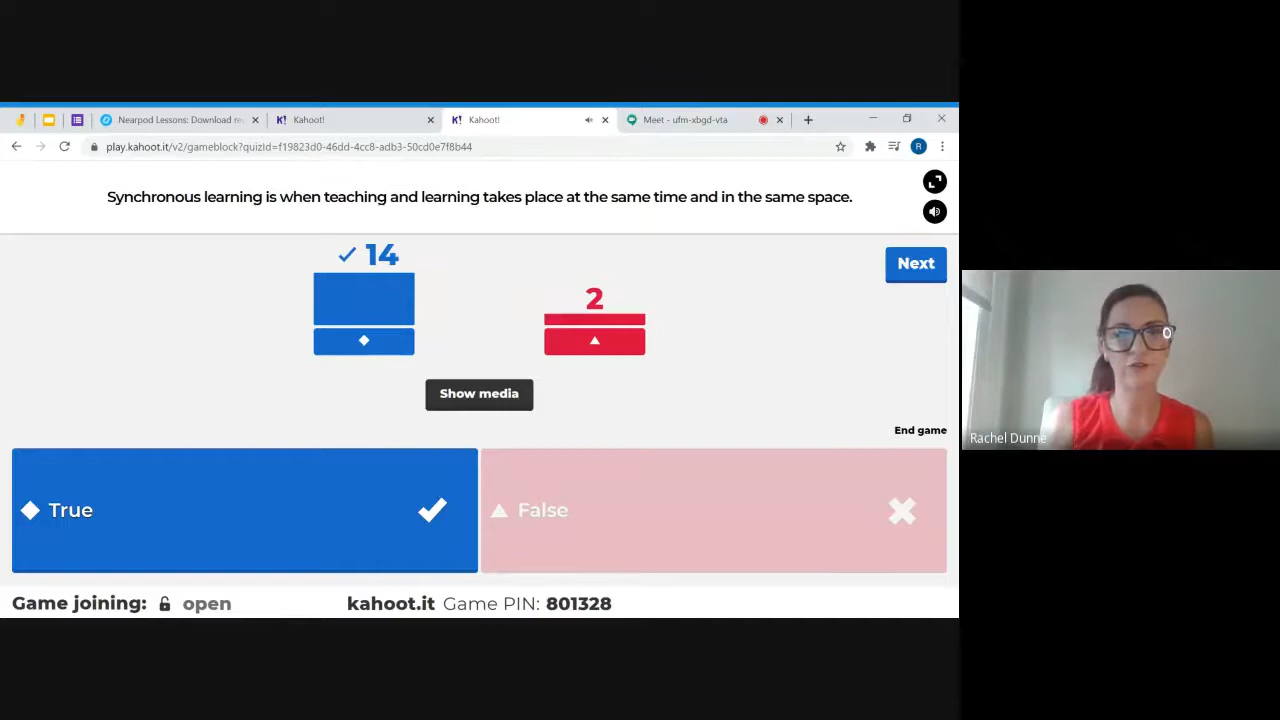 Nearpod Lessons: Download re
Kahoot!
Kahoot!
Meet - ufm-xbgd-vta
play.kahoot.it/v2/gameblock?quizId=f19823d0-46dd-4cc8-adb3-50cd0e7f8b44
R
Synchronous learning is when teaching and learning takes place at the same time and in the same space.
14
2
Next
Show media
End game
True
False
Game joining: open
kahoot.it Game PIN: 801328
Rachel Dunne